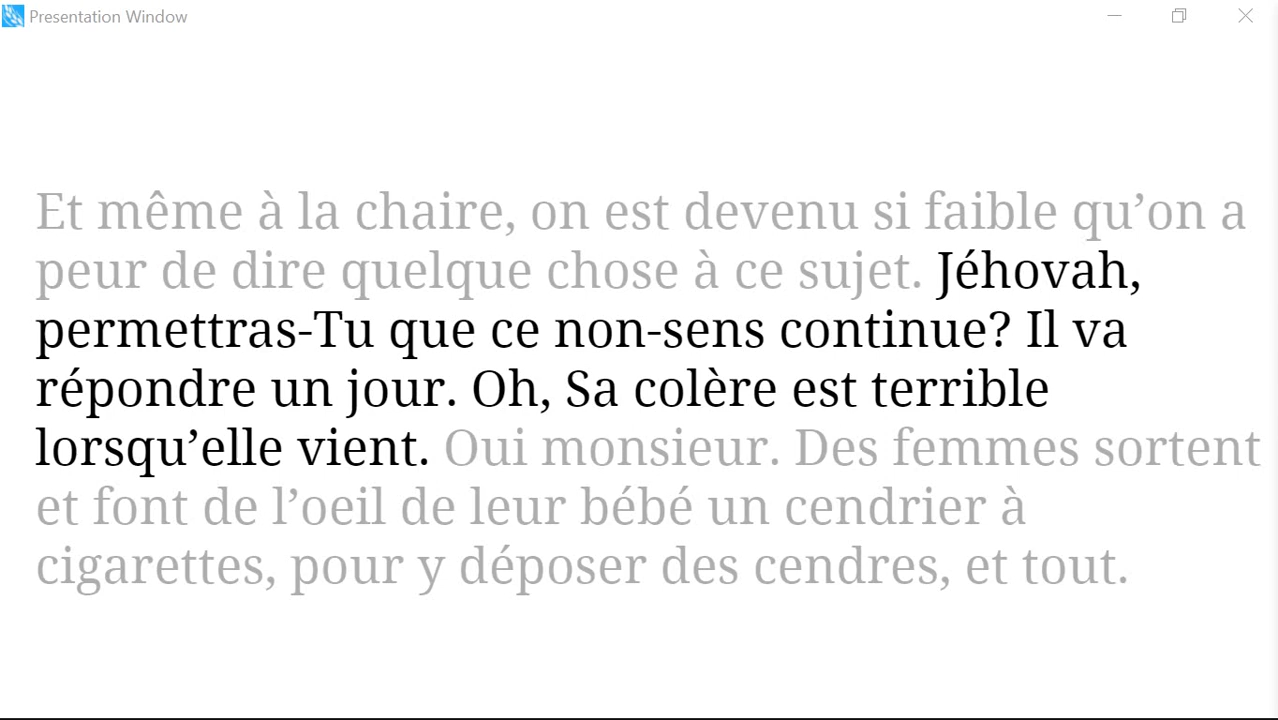 Presentation Window
Et même à la chaire, on est devenu si faible qu’on a
peur de dire quelque chose à ce sujet. Jéhovah,
permettras-Tu que ce non-sens continue? Il va
répondre un jour. Oh, Sa colère est terrible
lorsqu’elle vient. Oui monsieur. Des femmes sortent
et font de l’oeil de leur bébé un cendrier à
cigarettes, pour y déposer des cendres, et tout.